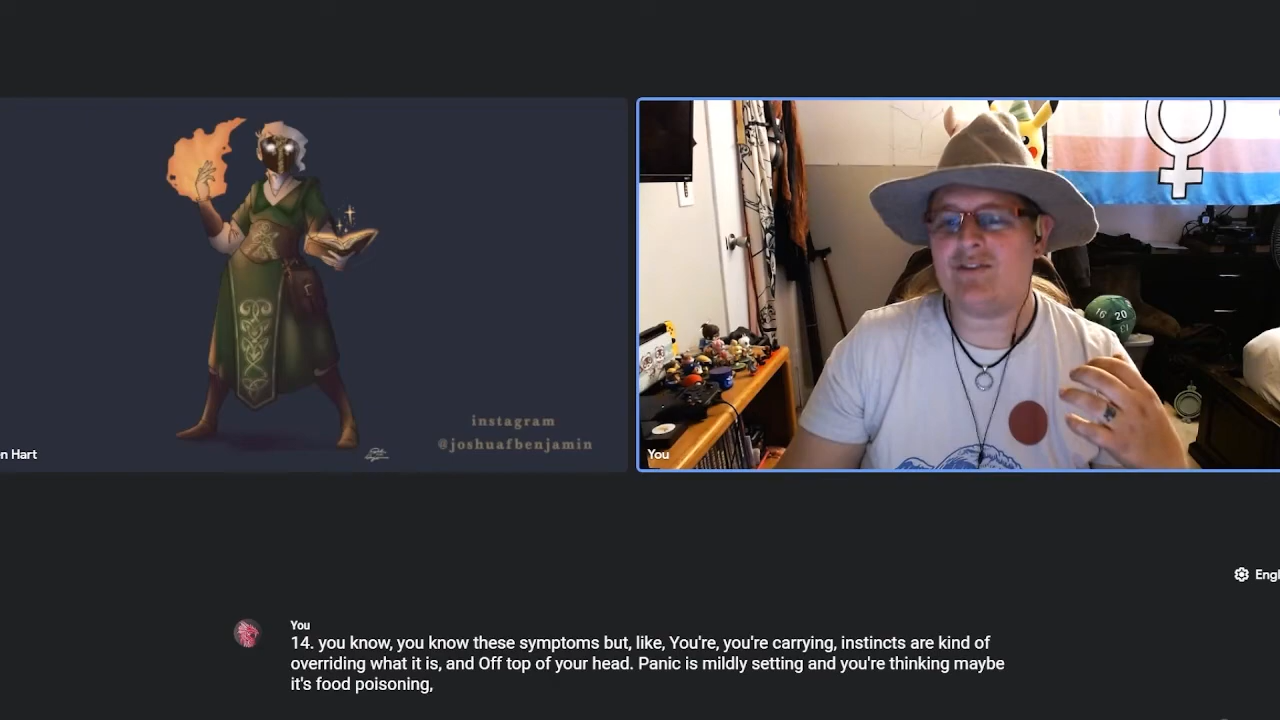 instagram
@joshuafbenjamin
n Hart
You
16 20
Engl
You
14. you know, you know these symptoms but, like, You're, you're carrying, instincts are kind of
overriding what it is, and Off top of your head. Panic is mildly setting and you're thinking maybe
it's food poisoning,